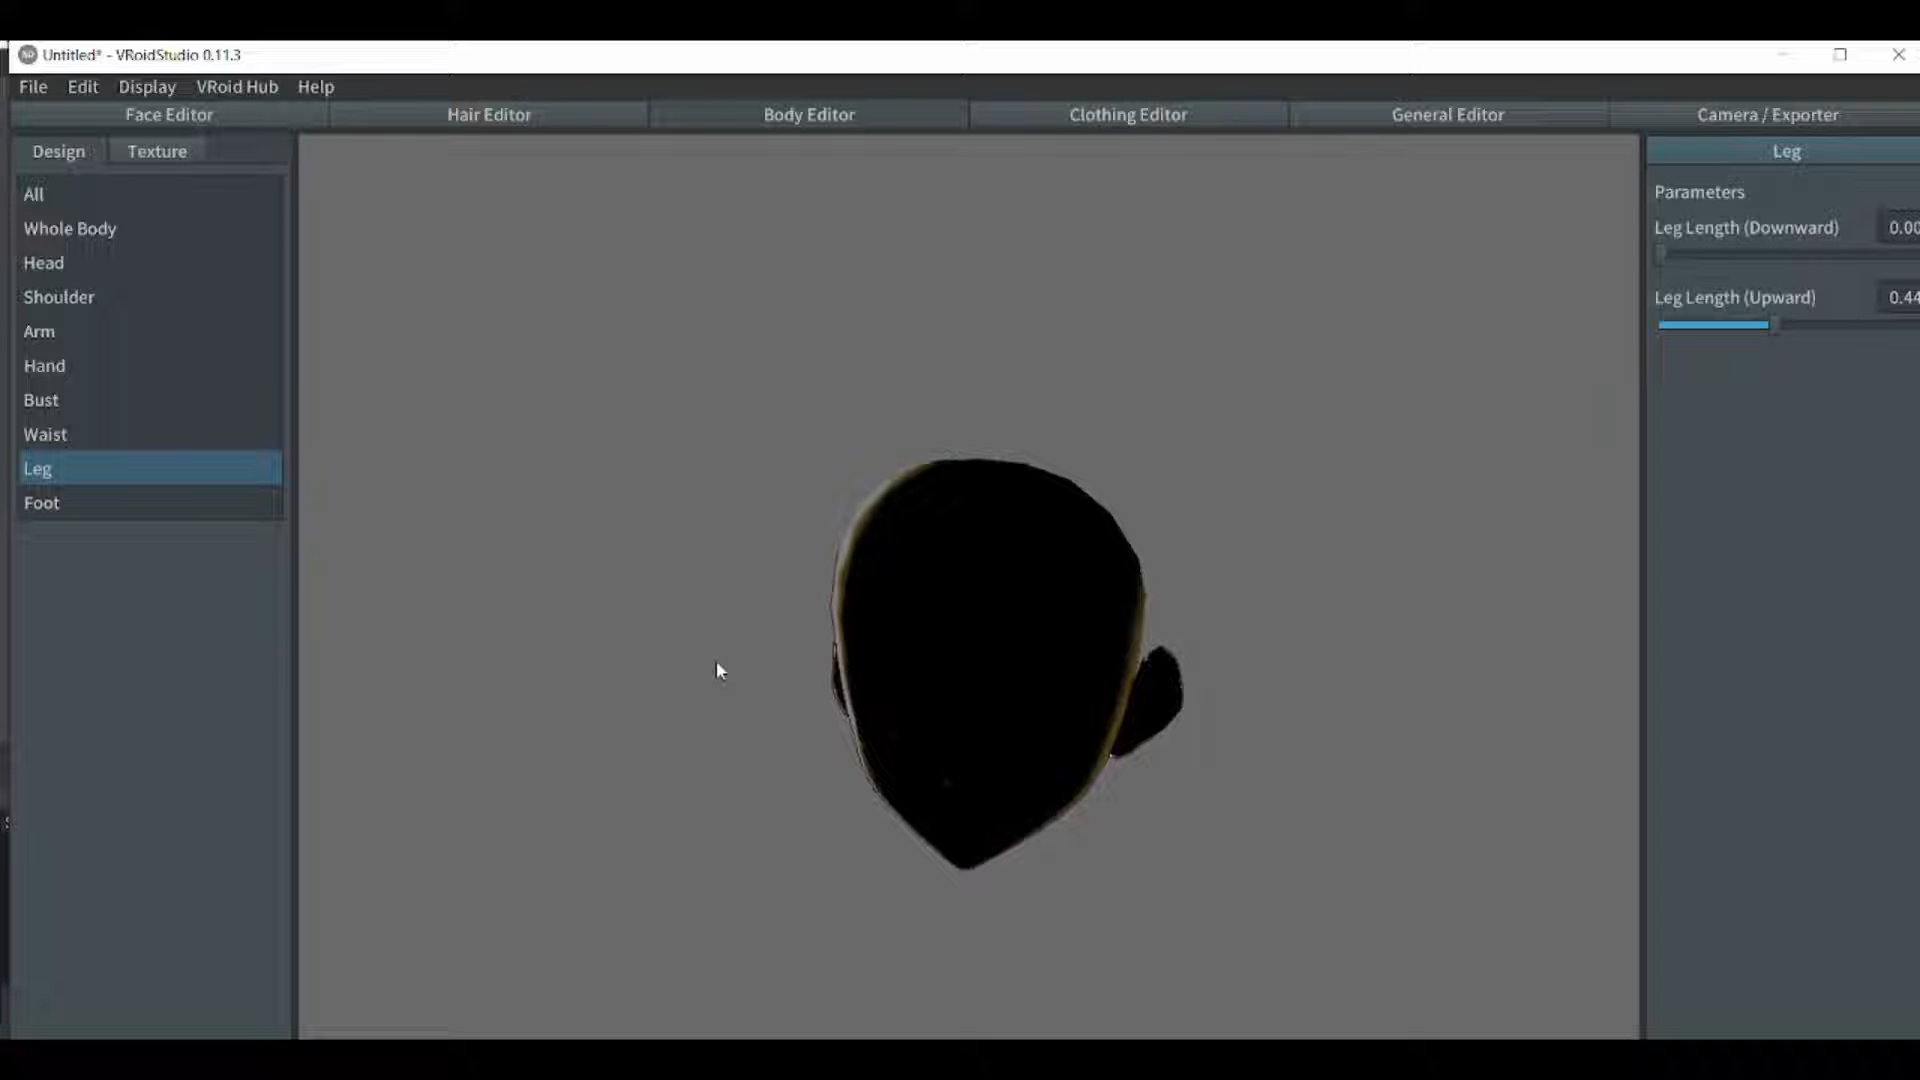 Untitled* - VRoidStudio 0.11.3
File Edit Display VRoid Hub Help
Face Editor Hair Editor Body Editor Clothing Editor General Editor Camera / Exporter
Design Texture
All
Whole Body
Head
Shoulder
Arm
Hand
Bust
Waist
Leg
Foot
Leg
Parameters
Leg Length (Downward) 0.00
Leg Length (Upward) 0.44